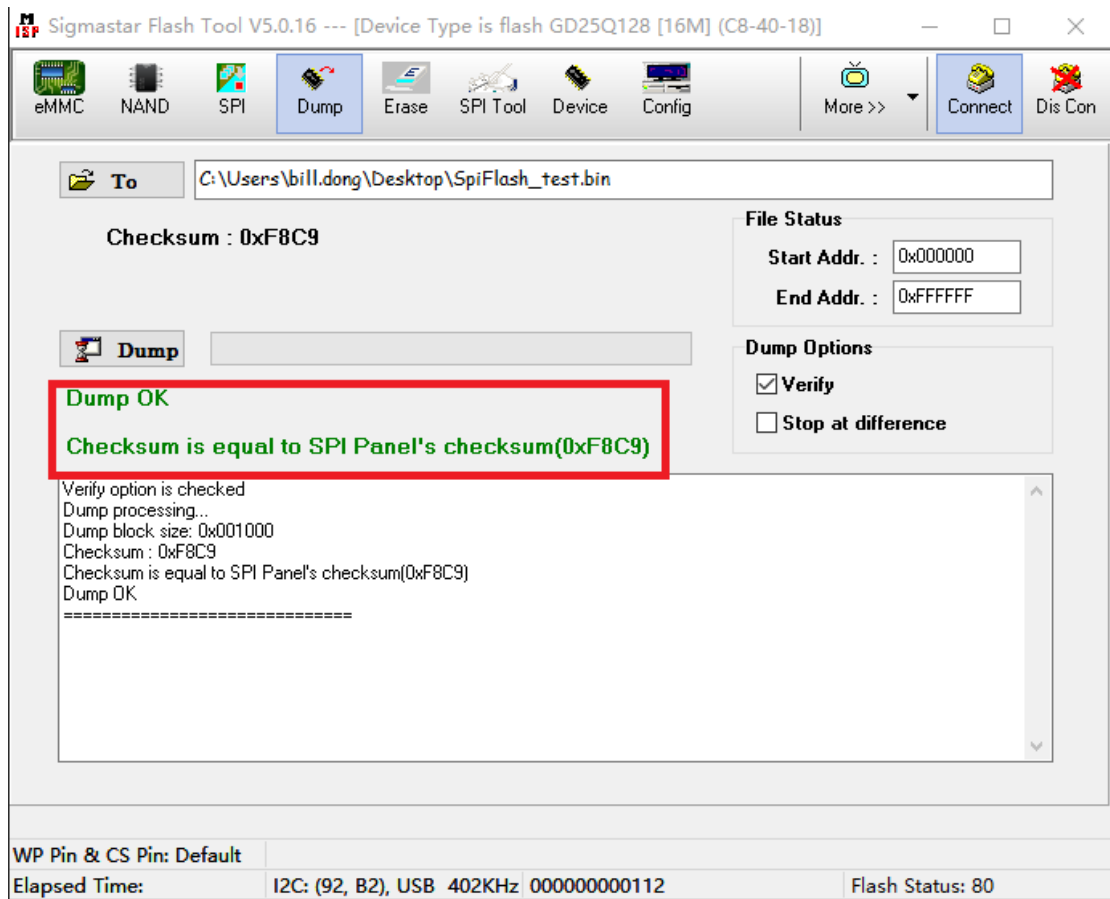 M
ISP
Sigmastar Flash Tool V5.0.16 --- [Device Type is flash GD25Q128 [16M] (C8-40-18)]
eMMC NAND SPI Dump Erase SPI Tool Device Config More >> Connect Dis Con
To C:\Users\bill.dong\Desktop\SpiFlash_test.bin
Checksum : 0xF8C9
File Status
Start Addr. : 0x000000
End Addr. : 0xFFFFFF
Dump
Dump Options
Verify
Stop at difference
Dump OK
Checksum is equal to SPI Panel's checksum(0xF8C9)
Verify option is checked
Dump processing...
Dump block size: 0x001000
Checksum : 0xF8C9
Checksum is equal to SPI Panel's checksum(0xF8C9)
Dump OK
==============================
WP Pin & CS Pin: Default
Elapsed Time: I2C: (92, B2), USB 402KHz 000000000112 Flash Status: 80